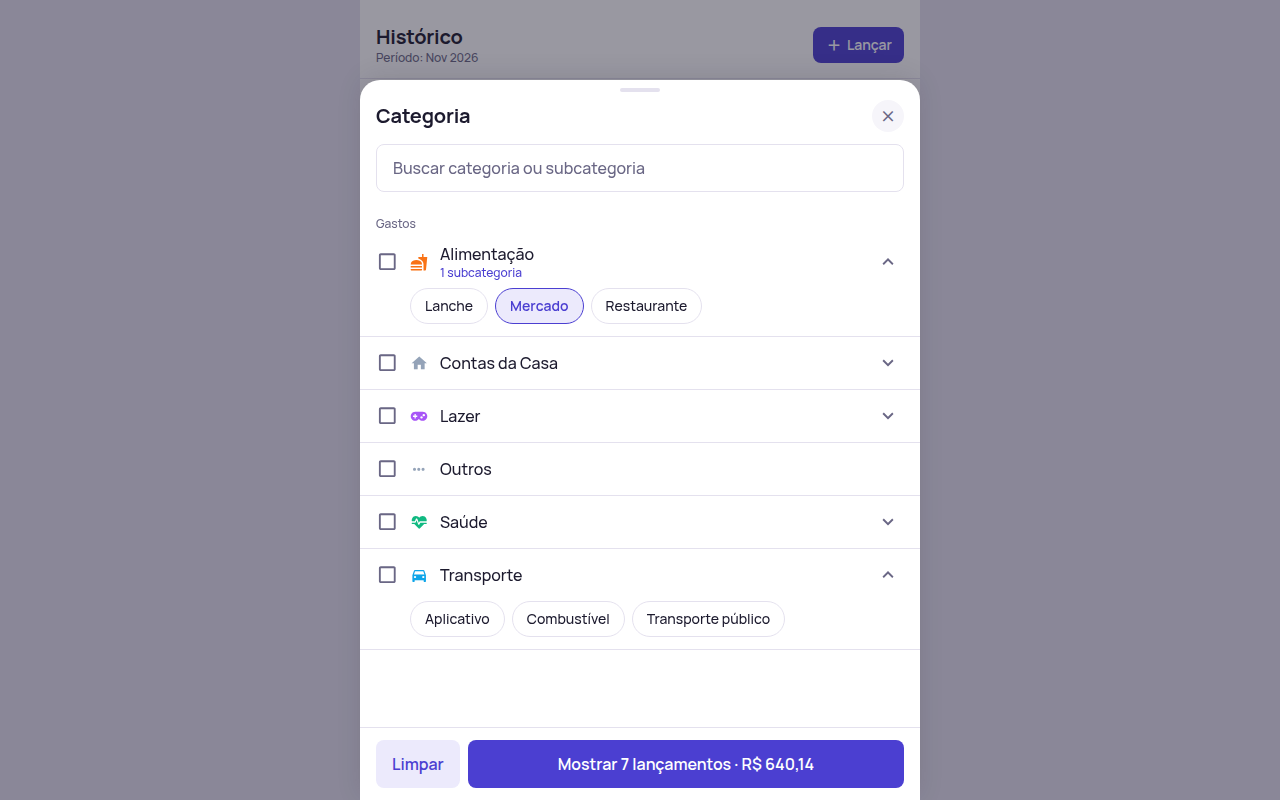 Histórico
Período: Nov 2026
+ Lançar
Categoria
Buscar categoria ou subcategoria
Gastos
Alimentação
1 subcategoria
Lanche Mercado Restaurante
Contas da Casa
Lazer
Outros
Saúde
Transporte
Aplicativo Combustível Transporte público
Limpar Mostrar 7 lançamentos · R$ 640,14